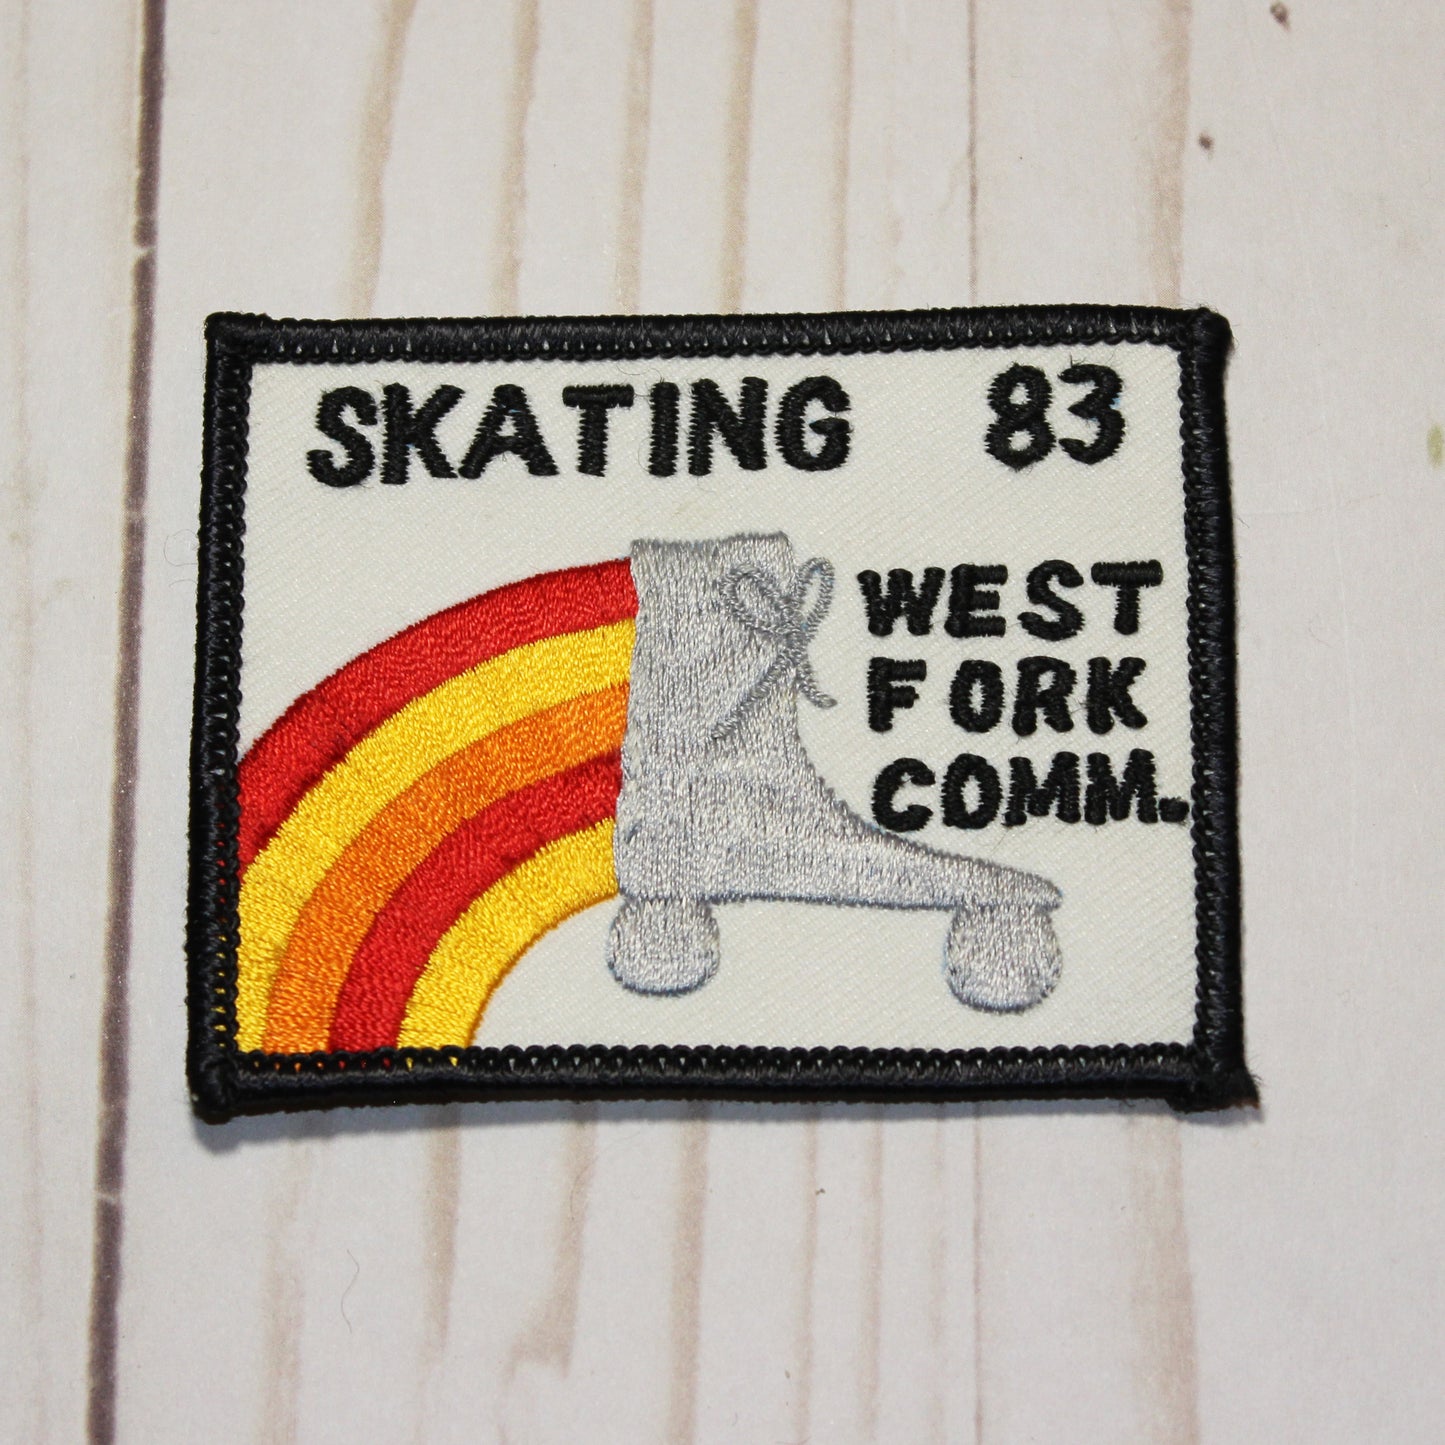 SKATING 83
WEST
FORK
COMM.